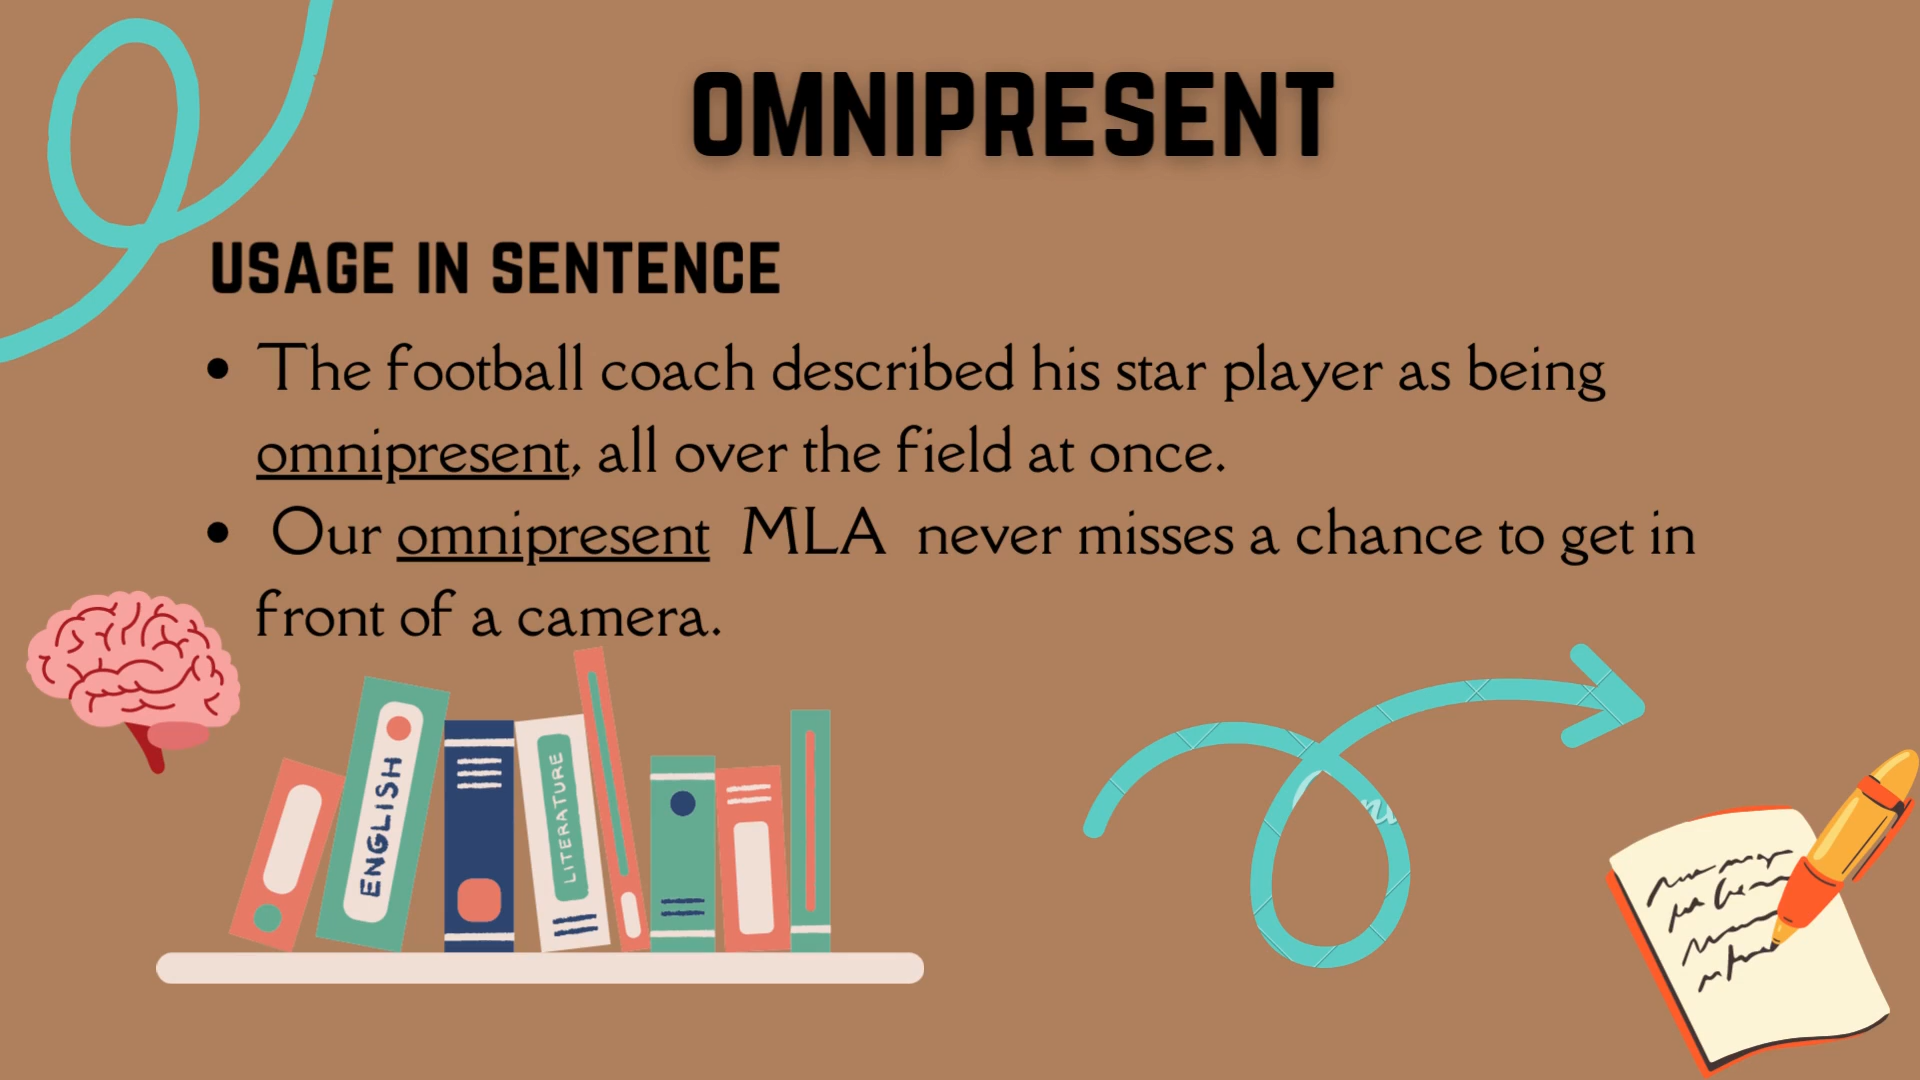 OMNIPRESENT
USAGE IN SENTENCE
• The football coach described his star player as being
omnipresent, all over the field at once.
• Our omnipresent MLA never misses a chance to get in
front of a camera.
ENGLISH
LITERATURE